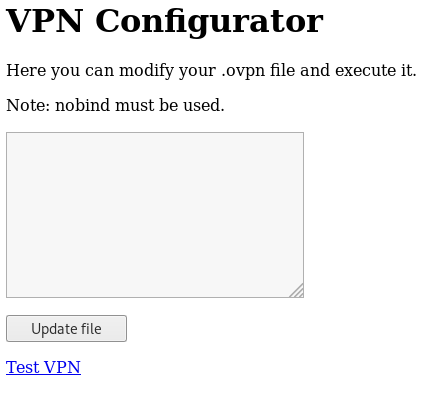 VPN Configurator
Here you can modify your .ovpn file and execute it.
Note: nobind must be used.
Update file
Test VPN